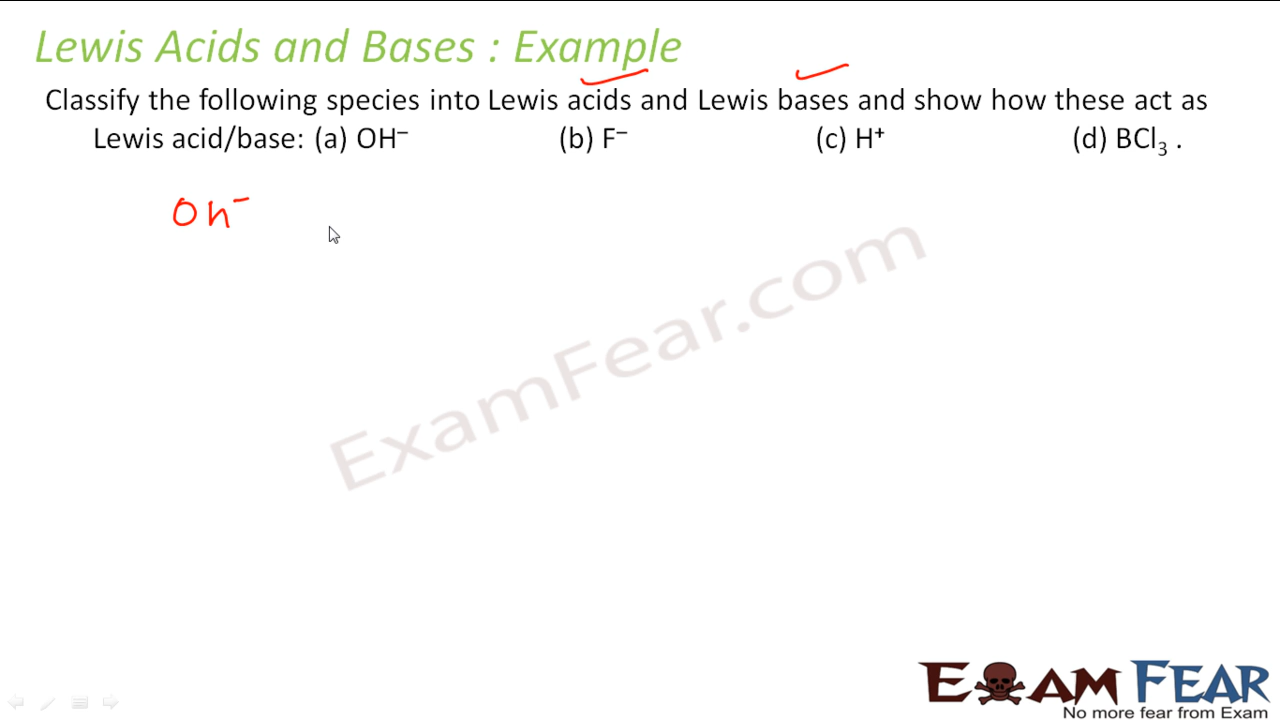 Lewis Acids and Bases : Example
Classify the following species into Lewis acids and Lewis bases and show how these act as
Lewis acid/base: (a) OH⁻ (b) F⁻ (c) H⁺ (d) BCl₃ .
Oh⁻
ExamFear.com
EXAM FEAR
No more fear from Exam